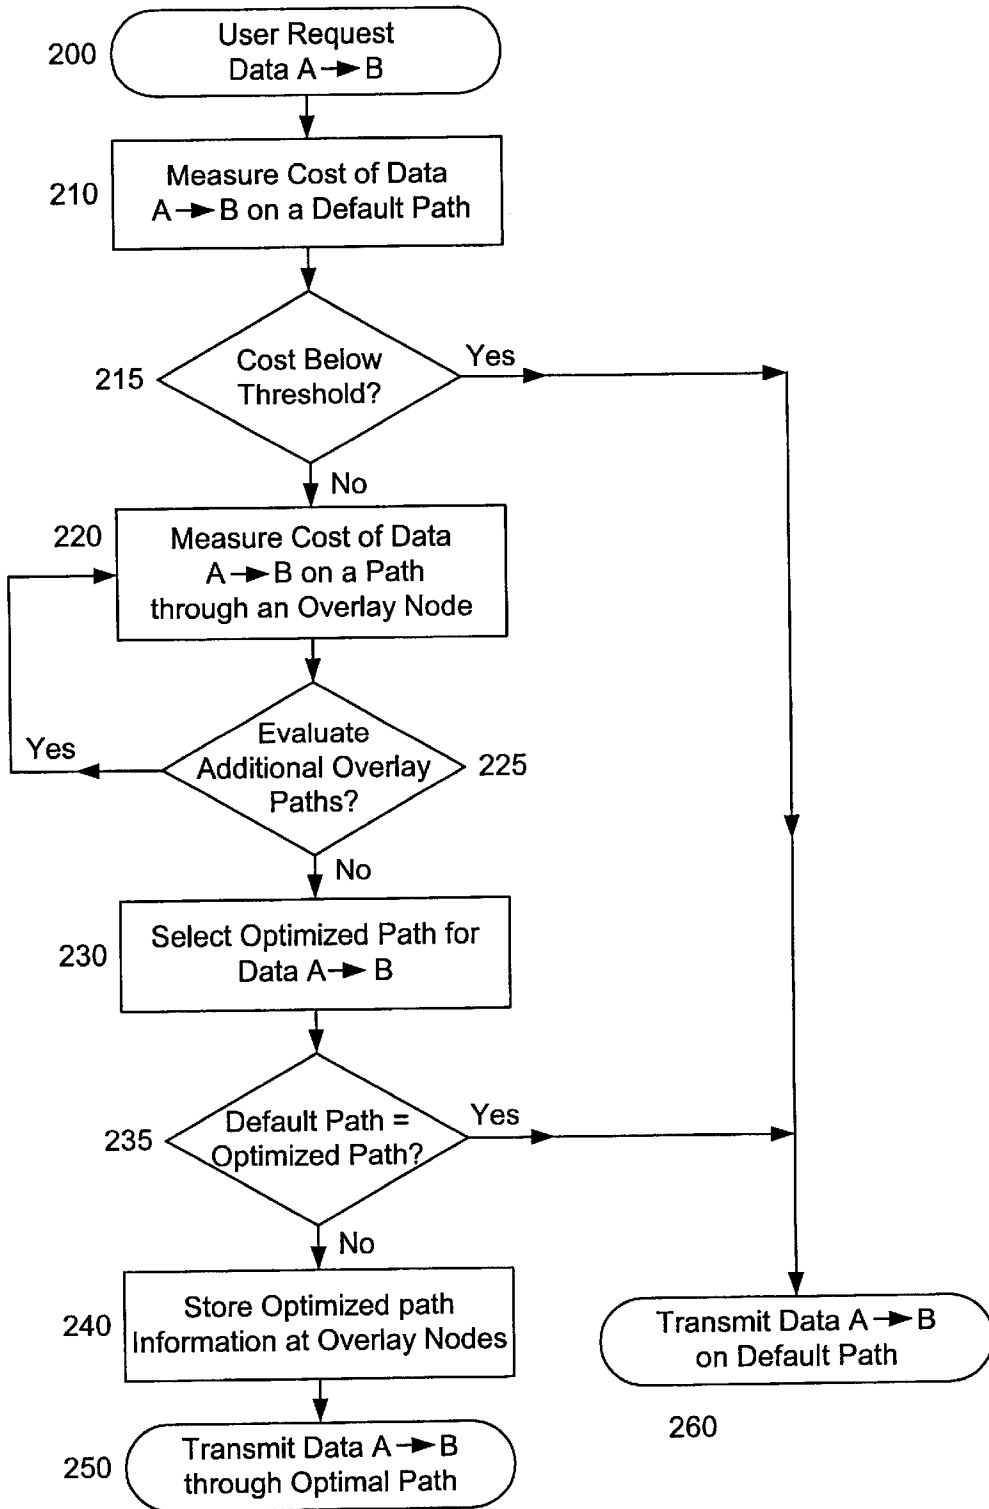 200
User Request
Data A → B
210
Measure Cost of Data
A → B on a Default Path
215
Cost Below
Threshold?
Yes
No
220
Measure Cost of Data
A → B on a Path
through an Overlay Node
Yes
Evaluate
Additional Overlay
Paths?
225
No
230
Select Optimized Path for
Data A → B
235
Default Path =
Optimized Path?
Yes
No
240
Store Optimized path
Information at Overlay Nodes
Transmit Data A → B
on Default Path
260
250
Transmit Data A → B
through Optimal Path